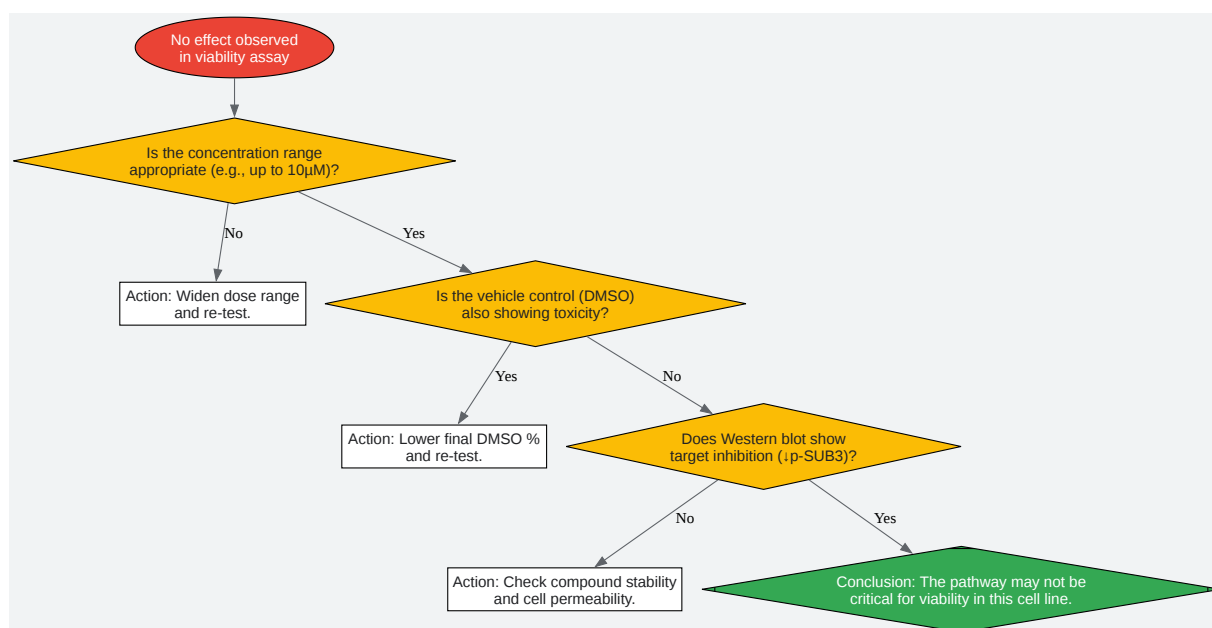 No effect observed
in viability assay
Is the concentration range
appropriate (e.g., up to 10µM)?
No
Yes
Action: Widen dose range
and re-test.
Is the vehicle control (DMSO)
also showing toxicity?
Yes
No
Action: Lower final DMSO %
and re-test.
Does Western blot show
target inhibition (↓p-SUB3)?
No
Yes
Action: Check compound stability
and cell permeability.
Conclusion: The pathway may not be
critical for viability in this cell line.